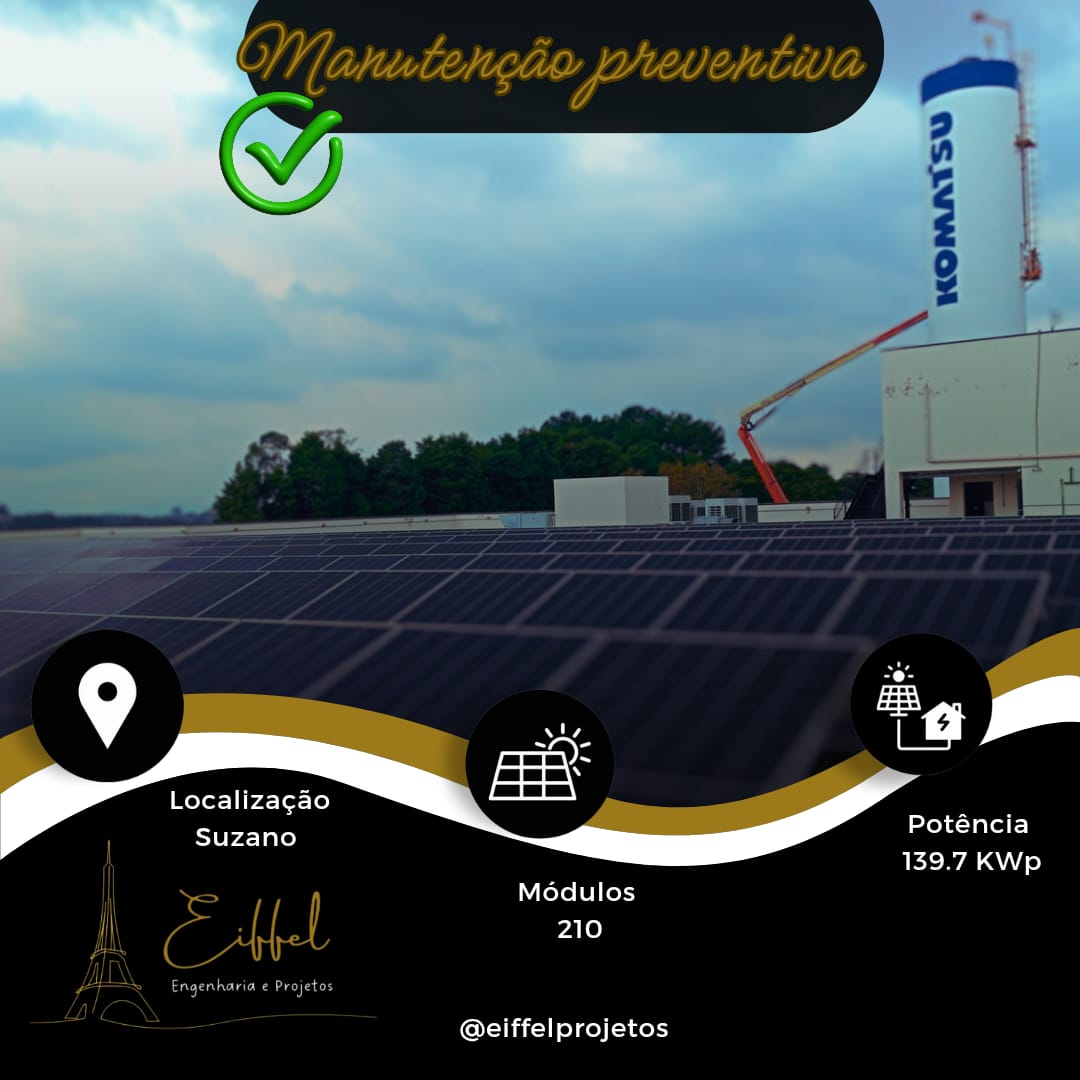 Manutenção preventiva
KOMATSU
Localização
Suzano
Módulos
210
Potência
139.7 KWp
Eiffel
Engenharia e Projetos
@eiffelprojetos